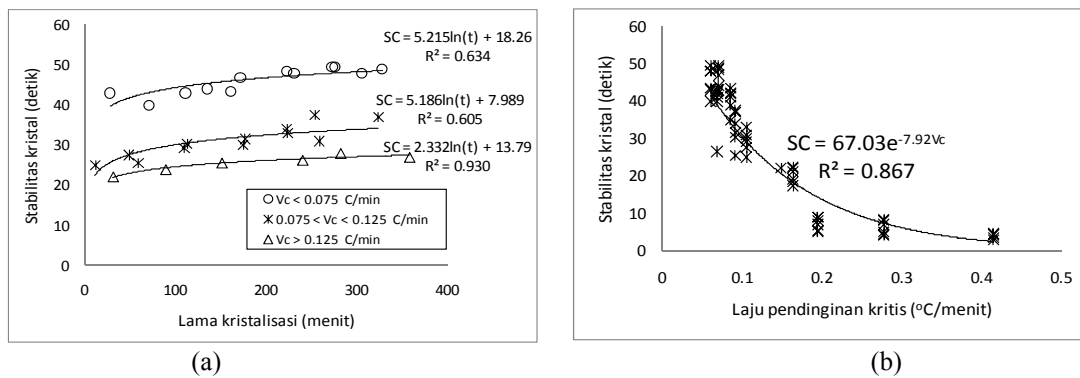 60
50
40
30
20
10
0
Stabilitas kristal (detik)
SC = 5.215ln(t) + 18.26
R² = 0.634
SC = 5.186ln(t) + 7.989
R² = 0.605
SC = 2.332ln(t) + 13.79
R² = 0.930
Vc < 0.075 C/min
0.075 < Vc < 0.125 C/min
Vc > 0.125 C/min
0 100 200 300 400
Lama kristalisasi (menit)
(a)
60
50
40
30
20
10
0
Stabilitas kristal (detik)
SC = 67.03e⁻⁷·⁹²ⱽᶜ
R² = 0.867
0 0.1 0.2 0.3 0.4 0.5
Laju pendinginan kritis (°C/menit)
(b)